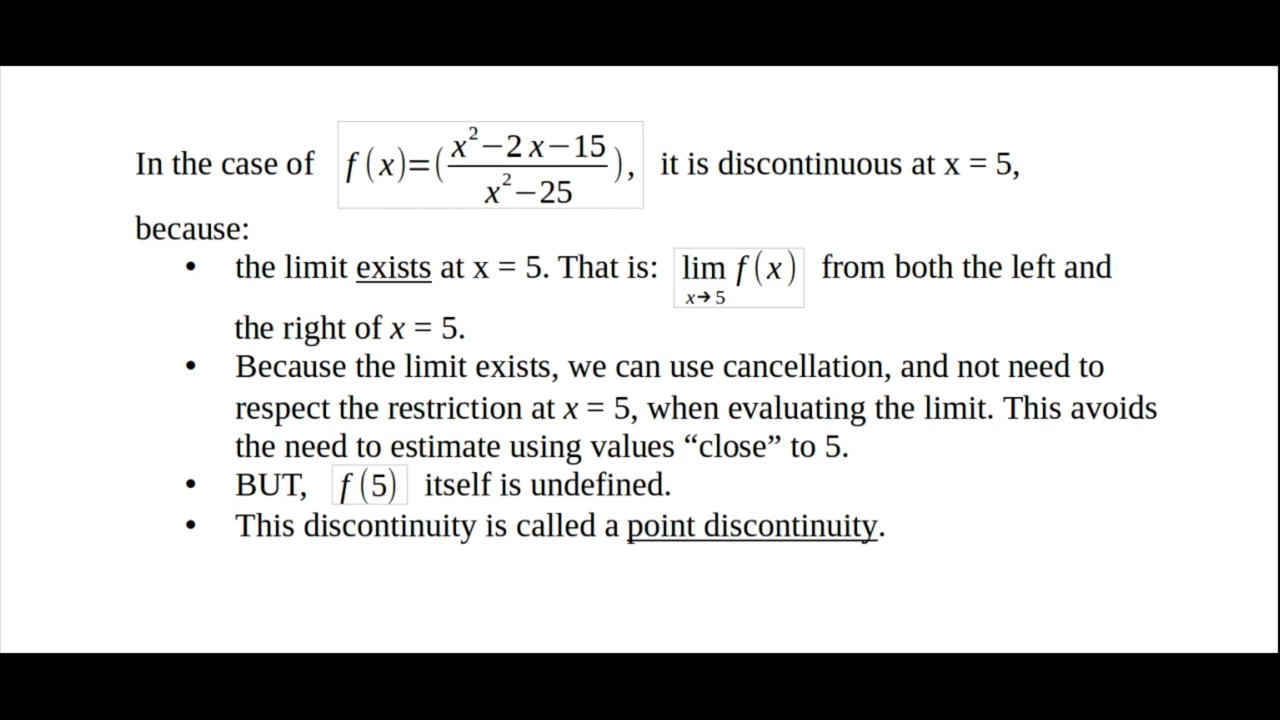 In the case of f(x)=(\frac{x^2−2x−15}{x^2−25}), it is discontinuous at x = 5,
because:
• the limit exists at x = 5. That is: \lim_{x→5} f(x) from both the left and
the right of x = 5.
• Because the limit exists, we can use cancellation, and not need to
respect the restriction at x = 5, when evaluating the limit. This avoids
the need to estimate using values “close” to 5.
• BUT, f(5) itself is undefined.
• This discontinuity is called a point discontinuity.